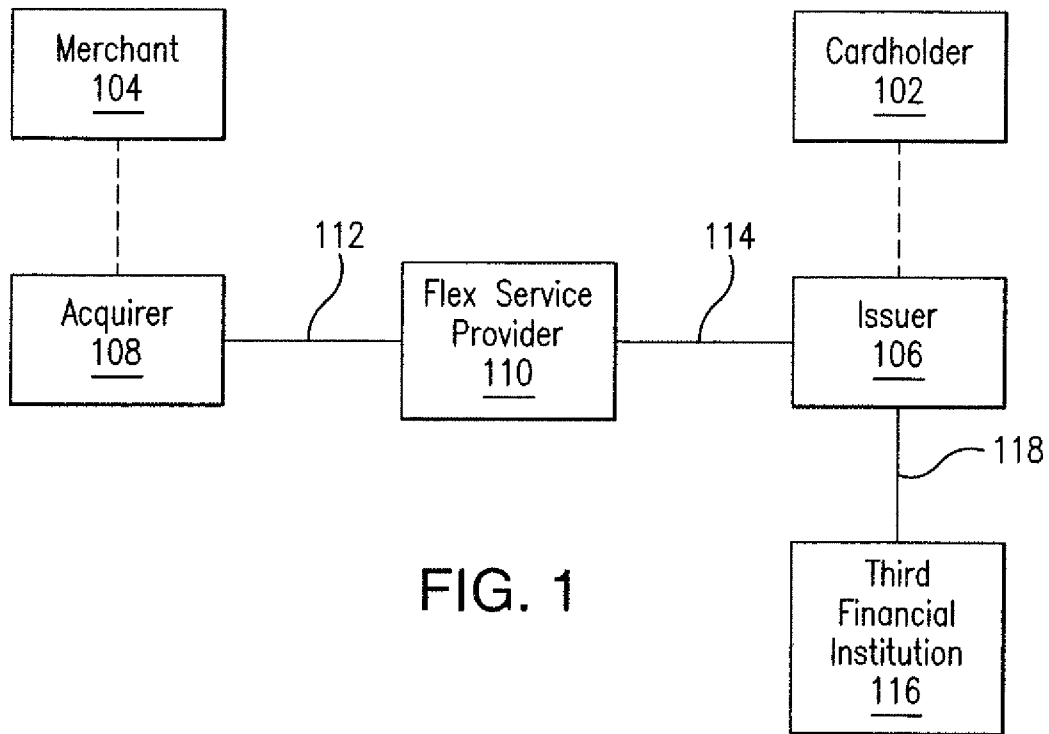 Merchant
104
Cardholder
102
112
114
Acquirer
108
Flex Service
Provider
110
Issuer
106
118
FIG. 1
Third
Financial
Institution
116